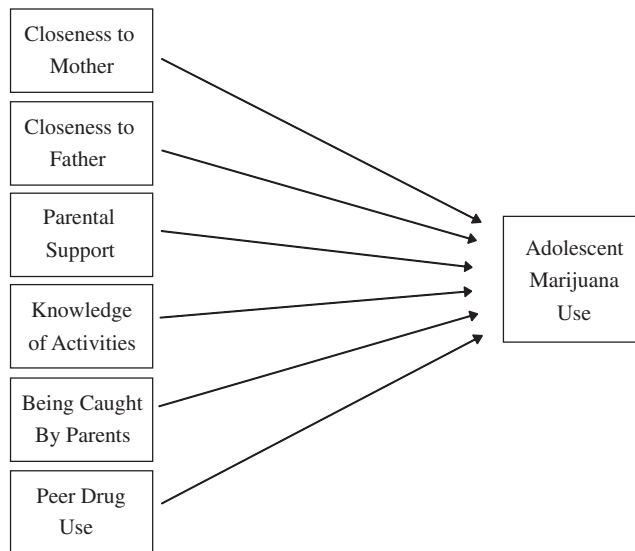 Closeness to
Mother
Closeness to
Father
Parental
Support
Knowledge
of Activities
Being Caught
By Parents
Peer Drug
Use
Adolescent
Marijuana
Use